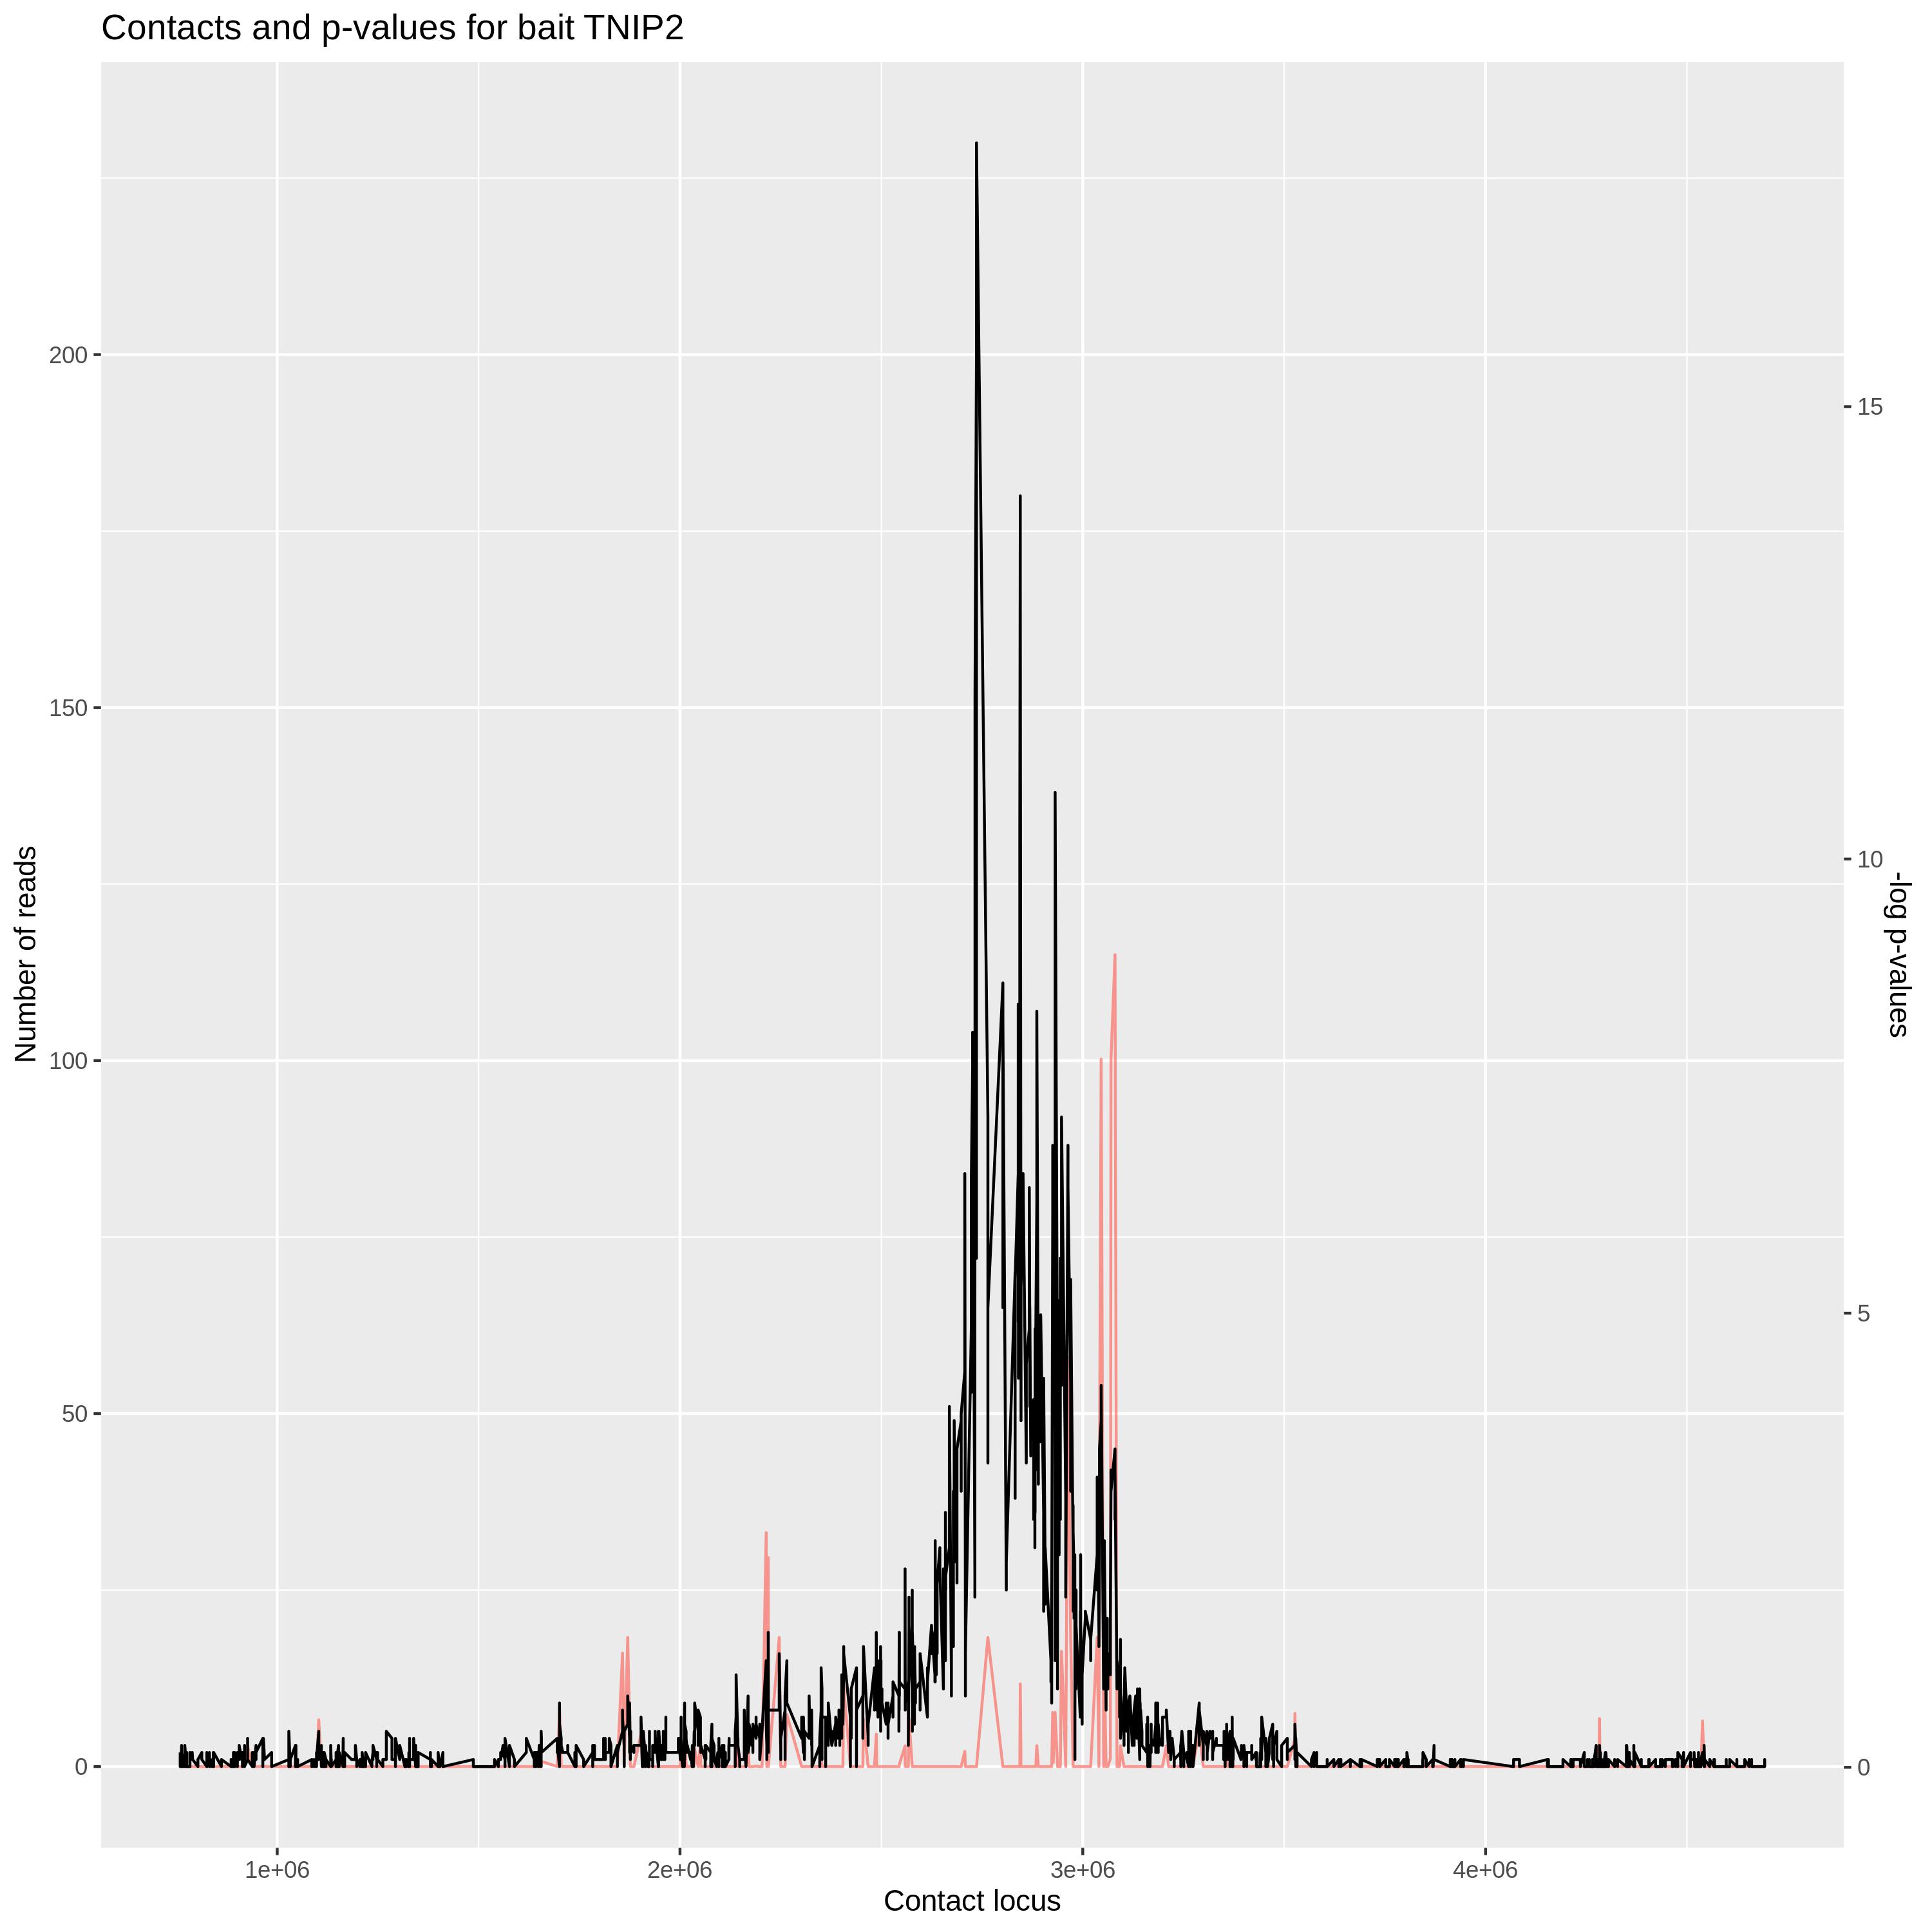 Contacts and p-values for bait TNIP2
Number of reads
200
150
100
50
0
15
10
5
0
-log p-values
1e+06
2e+06
3e+06
4e+06
Contact locus